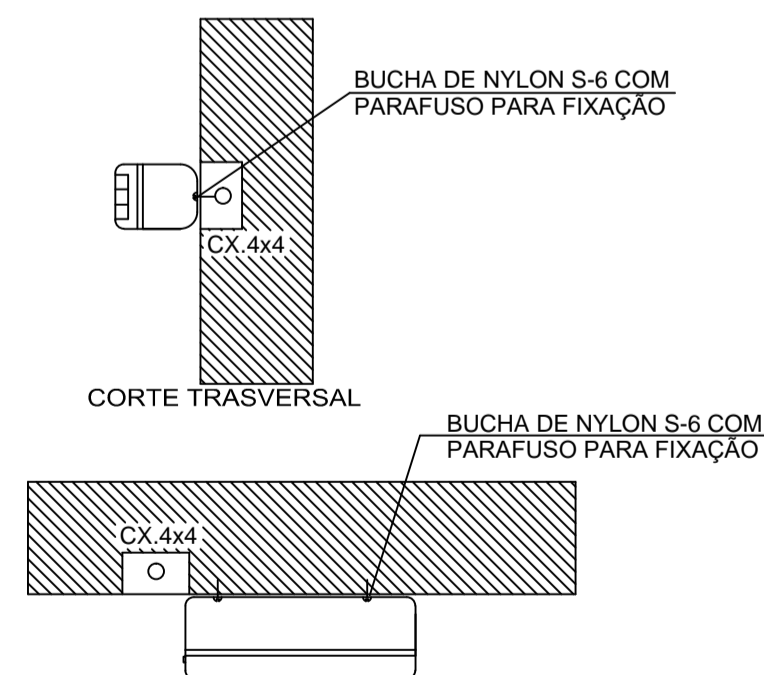 BUCHA DE NYLON S-6 COM
PARAFUSO PARA FIXAÇÃO
CX.4x4
CORTE TRASVERSAL
BUCHA DE NYLON S-6 COM
PARAFUSO PARA FIXAÇÃO
CX.4x4